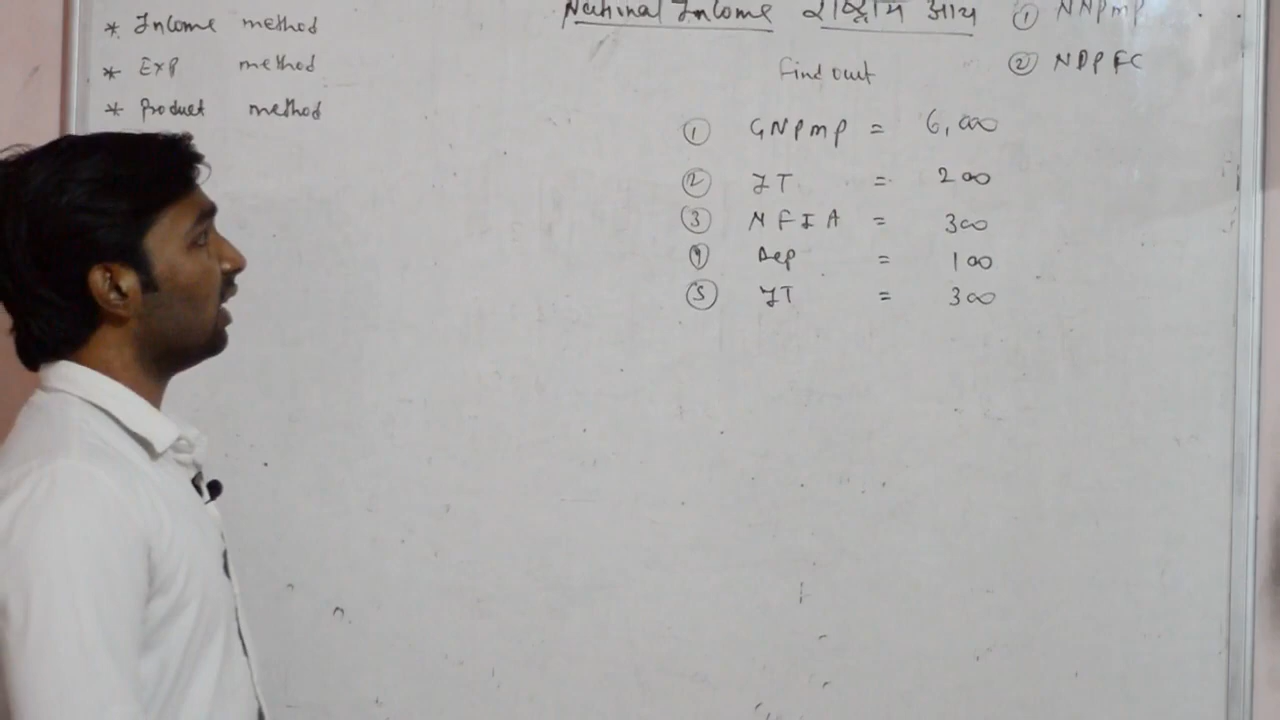 * Income method
* Exp method
* Product method
National Income राष्ट्रीय आय
Find out
① NNPMP
② NDPFC
① GNPMP = 6,000
② IT = 200
③ NFIA = 300
④ Dep = 100
⑤ IT = 300